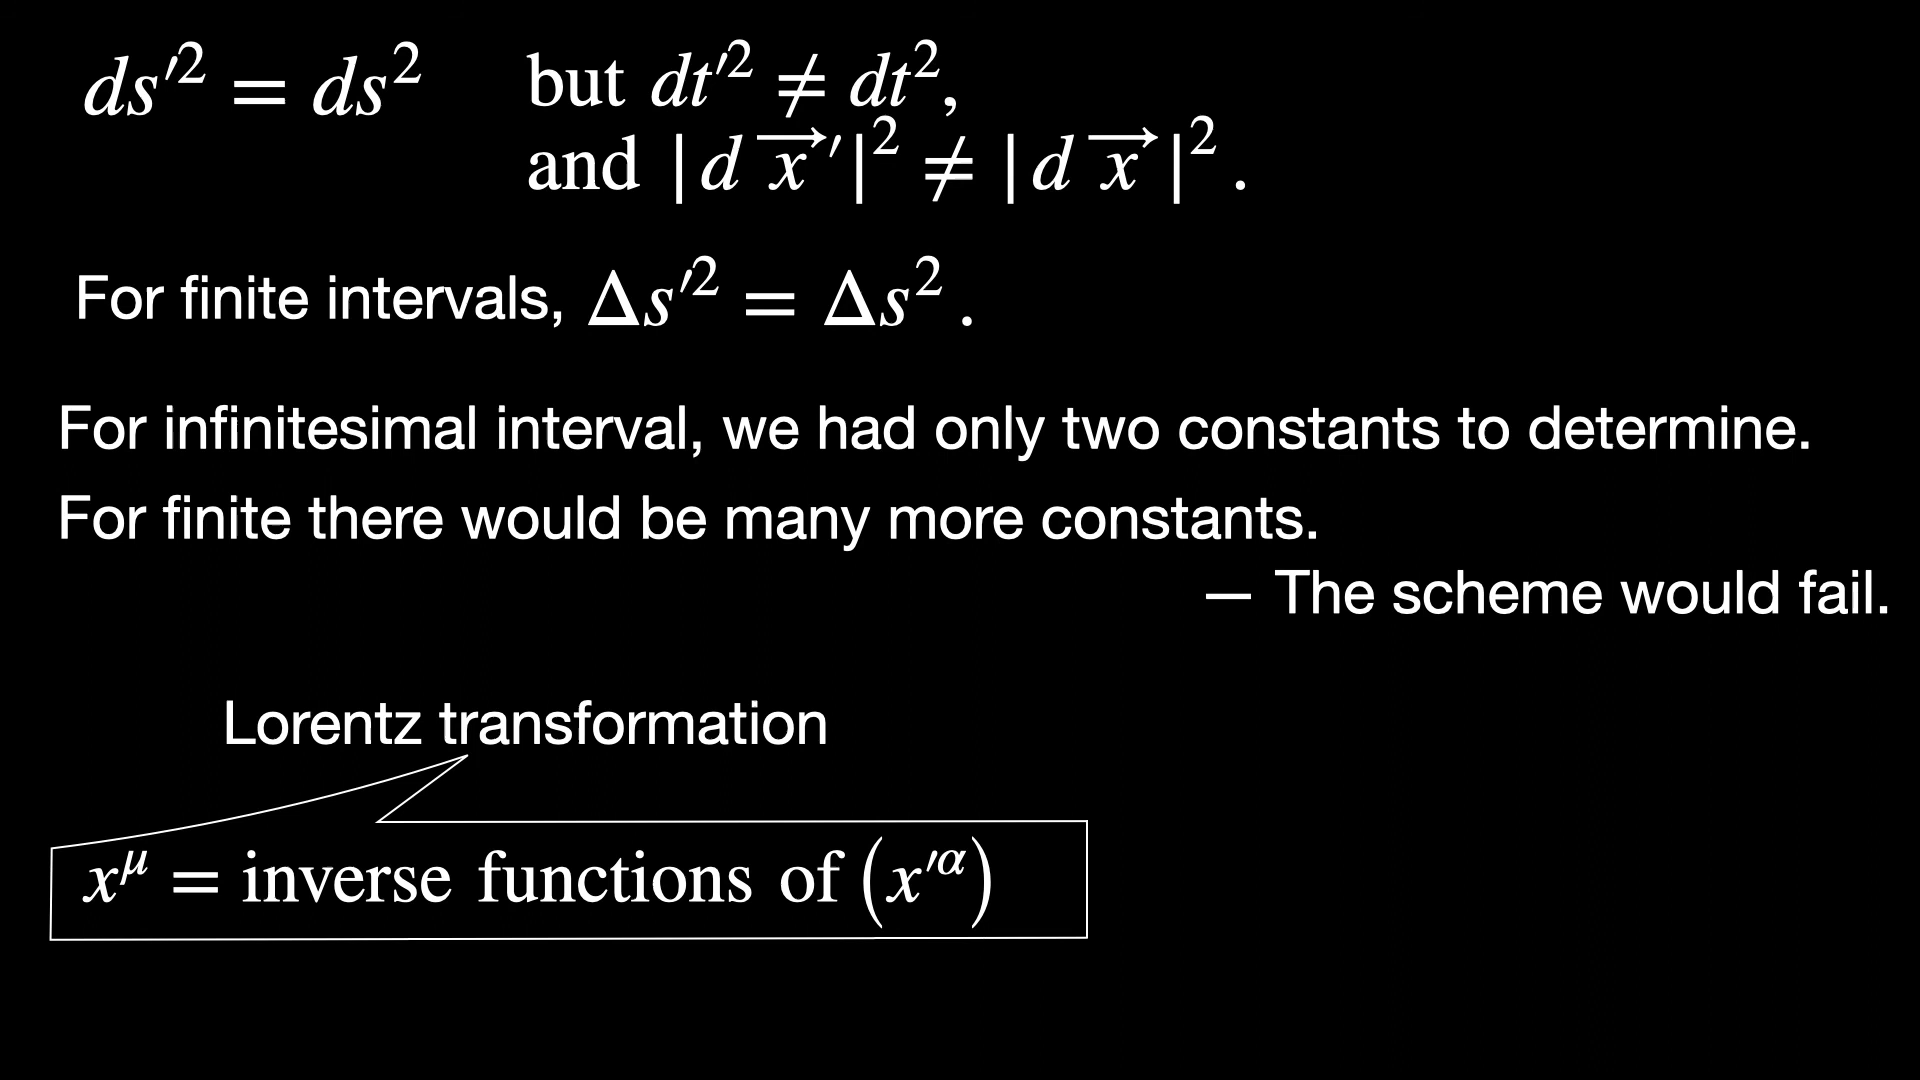 ds′² = ds² but dt′² ≠ dt²,
and |d x⃗ ′|² ≠ |d x⃗ |².
For finite intervals, Δs′² = Δs².
For infinitesimal interval, we had only two constants to determine.
For finite there would be many more constants.
— The scheme would fail.
Lorentz transformation
x^μ = inverse functions of (x′^α)